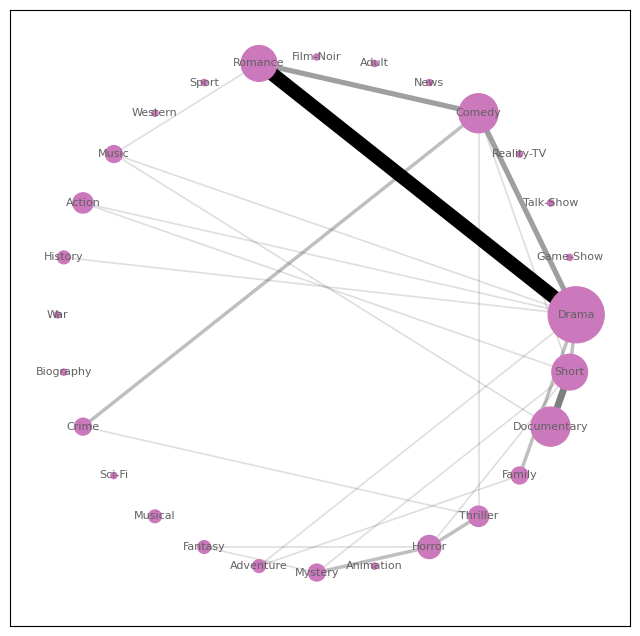 Film-Noir
Romance
Adult
Sport
News
Western
Comedy
Music
Reality-TV
Action
Talk-Show
History
Game-Show
War
Drama
Biography
Short
Crime
Documentary
Sci-Fi
Family
Musical
Thriller
Fantasy
Horror
Adventure
Mystery
Animation